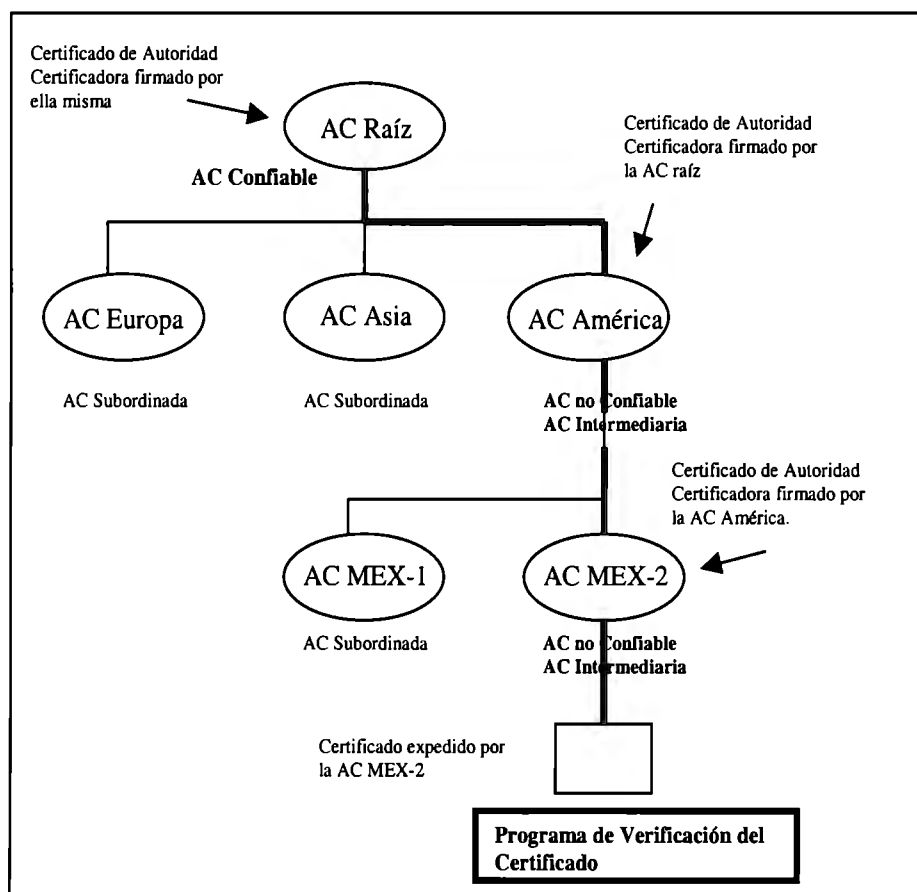 Certificado de Autoridad
Certificadora firmado por
ella misma
AC Raíz
AC Confiable
Certificado de Autoridad
Certificadora firmado por
la AC raíz
AC Europa
AC Asia
AC América
AC Subordinada
AC Subordinada
AC no Confiable
AC Intermediaria
Certificado de Autoridad
Certificadora firmado por
la AC América.
AC MEX-1
AC MEX-2
AC Subordinada
AC no Confiable
AC Intermediaria
Certificado expedido por
la AC MEX-2
Programa de Verificación del
Certificado